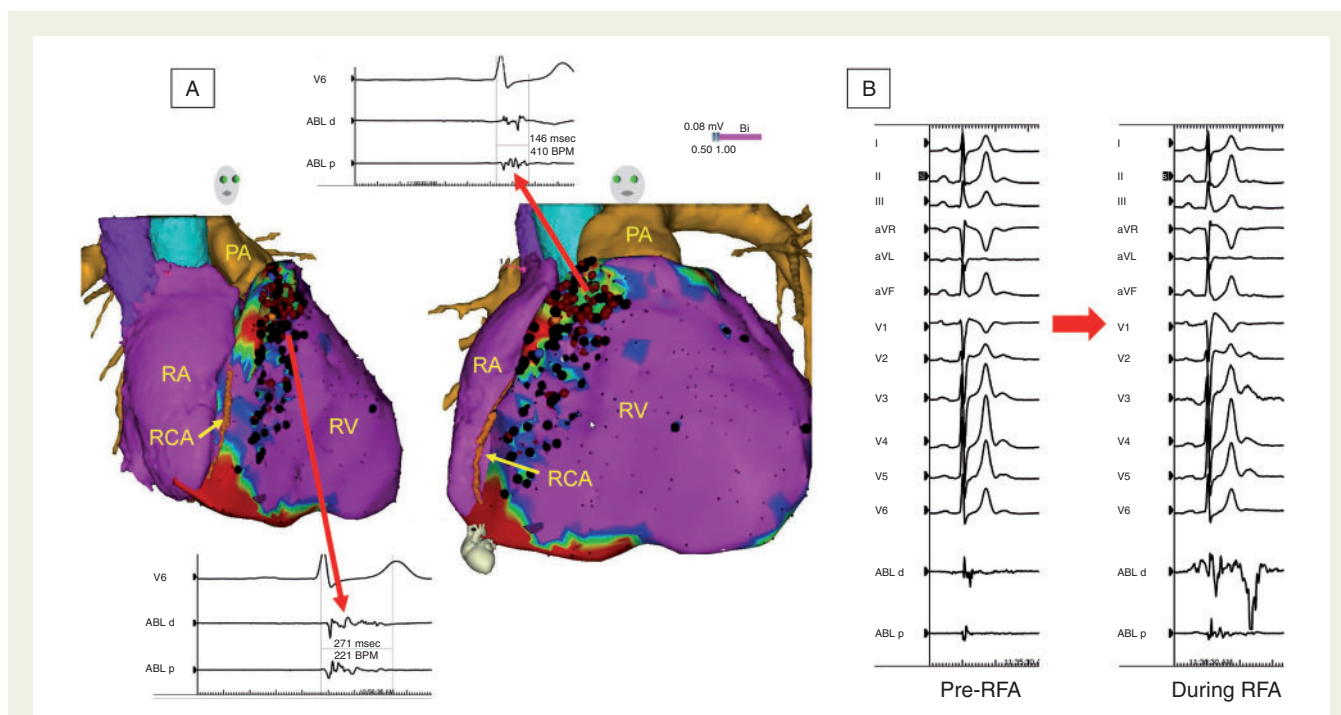 A
V6
ABL d
ABL p
146 msec
410 BPM
0.08 mV Bi
0.50 1.00
PA
RA
RCA
RV
PA
RA
RCA
RV
V6
ABL d
ABL p
271 msec
221 BPM
B
I
II
III
aVR
aVL
aVF
V1
V2
V3
V4
V5
V6
ABL d
ABL p
Pre-RFA
I
II
III
aVR
aVL
aVF
V1
V2
V3
V4
V5
V6
ABL d
ABL p
During RFA